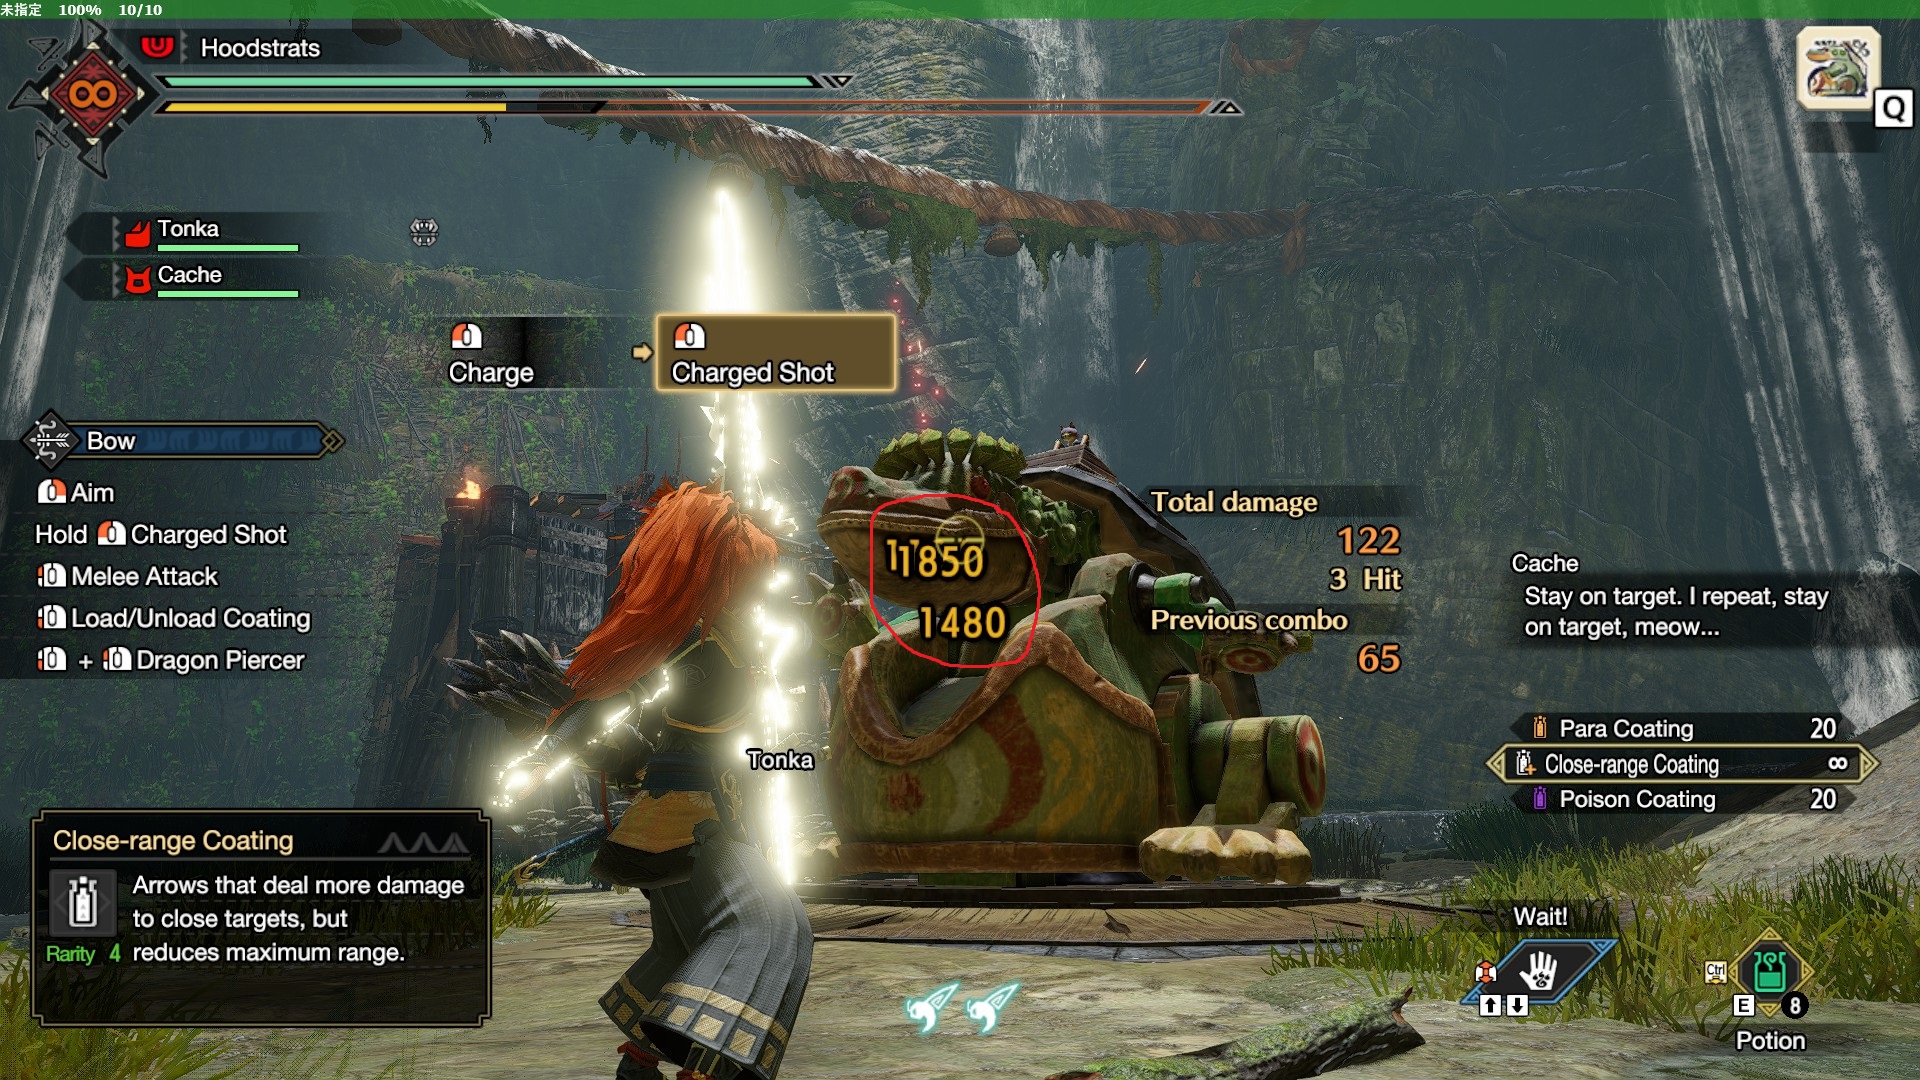 未指定 100% 10/10
Hoodstrats
Q
Tonka
Cache
Charge
Charged Shot
Bow
Aim
Hold Charged Shot
Melee Attack
Load/Unload Coating
+ Dragon Piercer
1850
1480
Total damage
122
3 Hit
Previous combo
65
Cache
Stay on target. I repeat, stay
on target, meow...
Tonka
Para Coating 20
Close-range Coating ∞
Poison Coating 20
Close-range Coating
Arrows that deal more damage
to close targets, but
Rarity 4 reduces maximum range.
Wait!
Ctrl
E 8
Potion